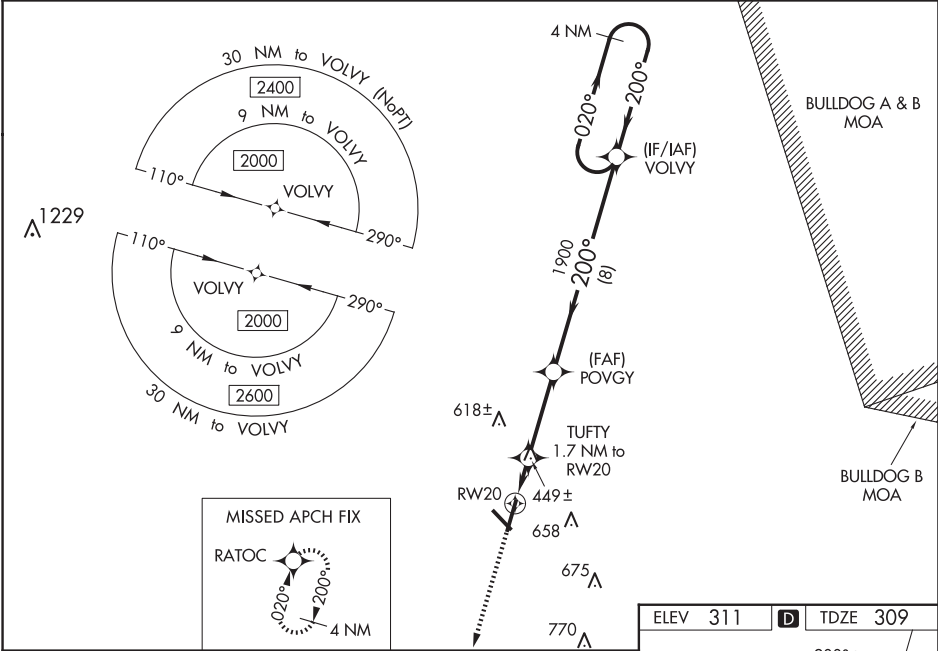 30 NM to VOLVY (NoPT)
2400
9 NM to VOLVY
2000
110°
VOLVY
290°
1229
110°
VOLVY
290°
2000
9 NM to VOLVY
2600
30 NM to VOLVY
4 NM
020°
200°
(IF/IAF)
VOLVY
1900
200°
(8)
(FAF)
POVGY
618±
TUFTY
1.7 NM to
RW20
RW20
449±
658
675
770
BULLDOG A & B
MOA
BULLDOG B
MOA
MISSED APCH FIX
RATOC
020°
200°
4 NM
ELEV 311 D TDZE 309